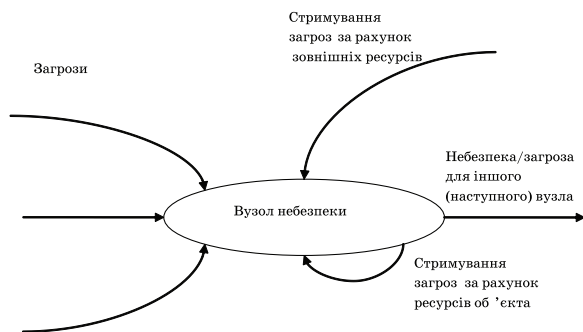 Стримування
загроз за рахунок
зовнішніх ресурсів
Загрози
Небезпека/загроза
для іншого
(наступного) вузла
Вузол небезпеки
Стримування
загроз за рахунок
ресурсів об ’єкта